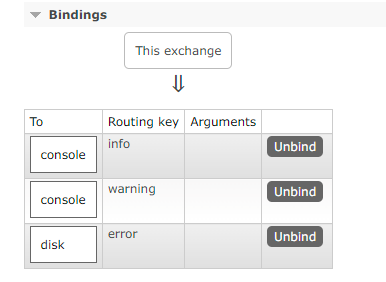 Bindings
This exchange
⇓
To Routing key Arguments
console info Unbind
console warning Unbind
disk error Unbind